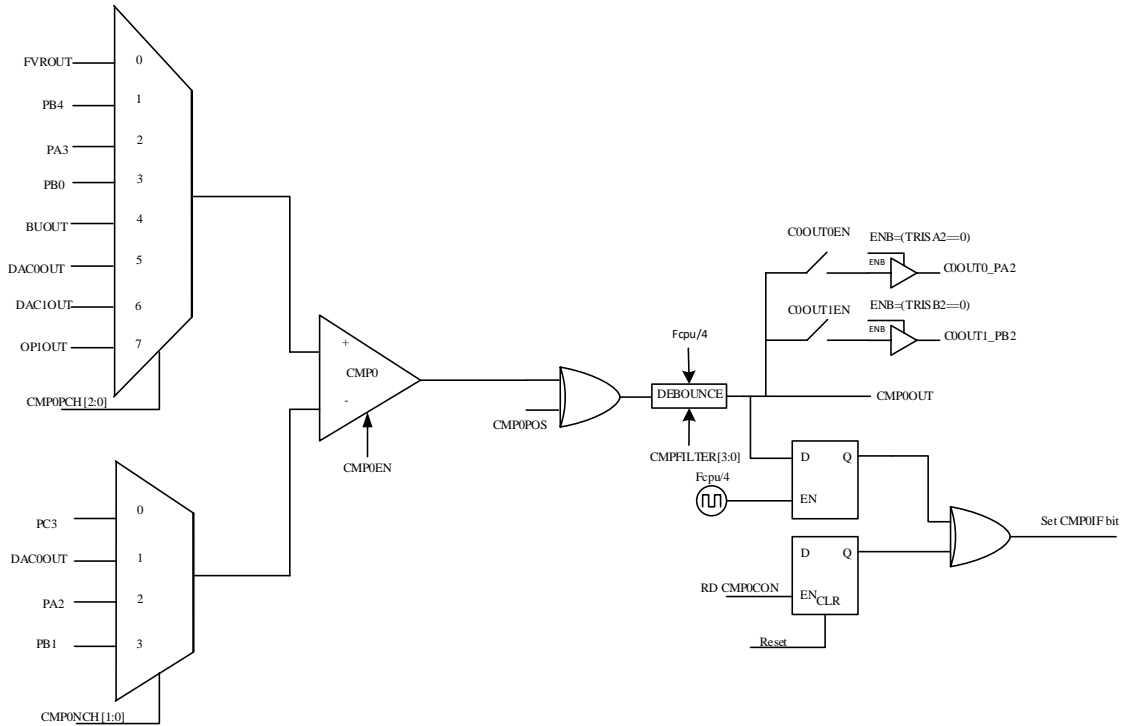 FVROUT
0
PB4
1
PA3
2
PB0
3
BUOUT
4
DAC0OUT
5
DAC1OUT
6
OP1OUT
7
CMP0PCH[2:0]
+
CMP0
-
CMP0EN
PC3
0
DAC0OUT
1
PA2
2
PB1
3
CMP0NCH[1:0]
CMP0POS
Fcpu/4
DEBOUNCE
CMPFILTER[3:0]
C0OUT0EN
ENB=(TRISA2==0)
ENB
C0OUT0_PA2
C0OUT1EN
ENB=(TRISB2==0)
ENB
C0OUT1_PB2
CMP0OUT
Fcpu/4
D
Q
EN
D
Q
RD CMP0CON
EN
CLR
Reset
Set CMP0IF bit